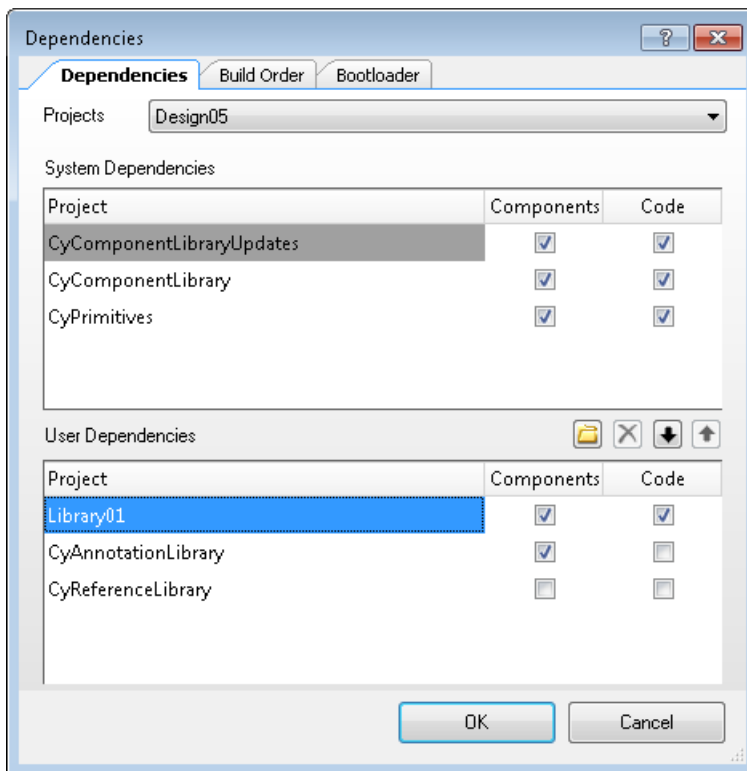 Dependencies
Dependencies Build Order Bootloader
Projects Design05
System Dependencies
Project Components Code
CyComponentLibraryUpdates
CyComponentLibrary
CyPrimitives
User Dependencies
Project Components Code
Library01
CyAnnotationLibrary
CyReferenceLibrary
OK Cancel